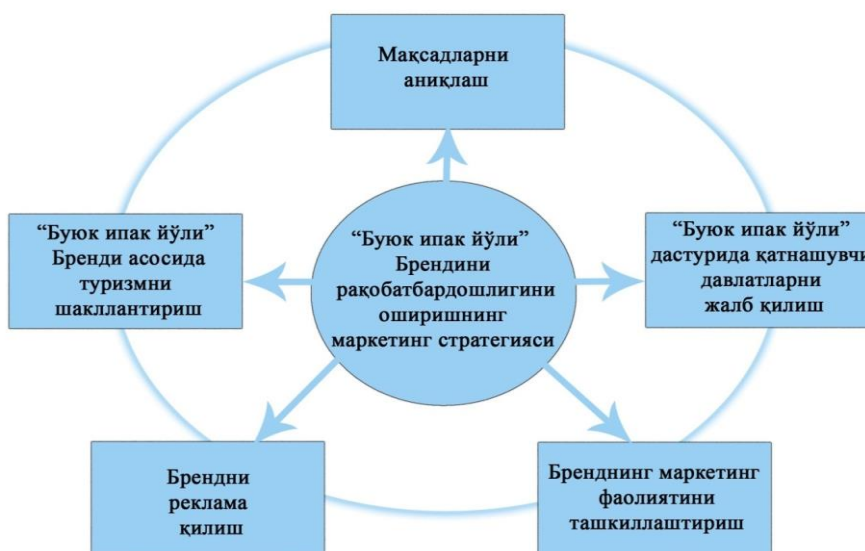 Мақсадларни
аниқлаш
“Буюк ипак йўли”
Бренди асосида
туризмни
шакллантириш
“Буюк ипак йўли”
Брендини
рақобатбардошлигини
оширишнинг
маркетинг стратегияси
“Буюк ипак йўли”
дастурида қатнашувчи
давлатларни
жалб қилиш
Брендни
реклама
қилиш
Бренднинг маркетинг
фаолиятини
ташкиллаштириш